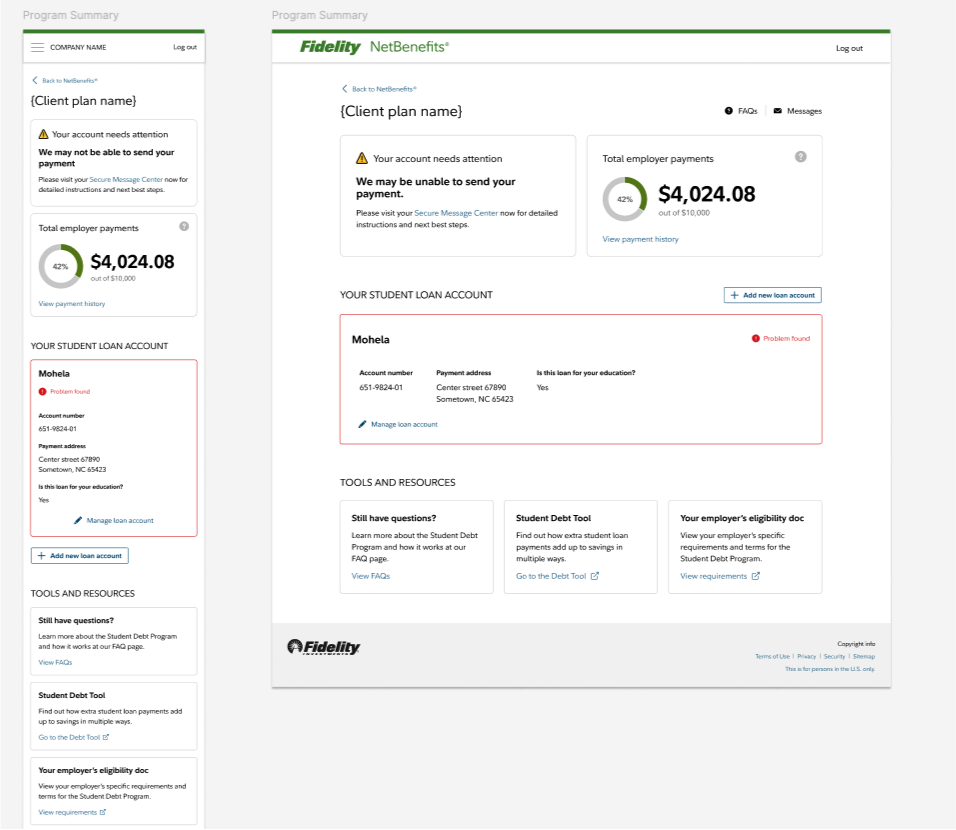 Program Summary
COMPANY NAME
Log out
Back to NetBenefits®
{Client plan name}
Your account needs attention
We may not be able to send your
payment
Please visit your Secure Message Center now for
detailed instructions and next best steps.
Total employer payments
?
42%
$4,024.08
out of $10,000
View payment history
YOUR STUDENT LOAN ACCOUNT
Mohela
Problem found
Account number
651-9824-01
Payment address
Center street 67890
Sometown, NC 65423
Is this loan for your education?
Yes
Manage loan account
+ Add new loan account
TOOLS AND RESOURCES
Still have questions?
Learn more about the Student Debt Program
and how it works at our FAQ page.
View FAQs
Student Debt Tool
Find out how extra student loan payments add
up to savings in multiple ways.
Go to the Debt Tool
Your employer's eligibility doc
View your employer's specific requirements and
terms for the Student Debt Program.
View requirements
Program Summary
Fidelity NetBenefits®
Log out
Back to NetBenefits®
{Client plan name}
? FAQs
Messages
Your account needs attention
We may be unable to send your
payment.
Please visit your Secure Message Center now for detailed
instructions and next best steps.
Total employer payments
?
42%
$4,024.08
out of $10,000
View payment history
YOUR STUDENT LOAN ACCOUNT
+ Add new loan account
Mohela
Problem found
Account number
651-9824-01
Payment address
Center street 67890
Sometown, NC 65423
Is this loan for your education?
Yes
Manage loan account
TOOLS AND RESOURCES
Still have questions?
Learn more about the Student Debt
Program and how it works at our
FAQ page.
View FAQs
Student Debt Tool
Find out how extra student loan
payments add up to savings in
multiple ways.
Go to the Debt Tool
Your employer's eligibility doc
View your employer's specific
requirements and terms for the
Student Debt Program.
View requirements
Fidelity
INVESTMENTS
Copyright info
Terms of Use | Privacy | Security | Sitemap
This is for persons in the U.S. only.